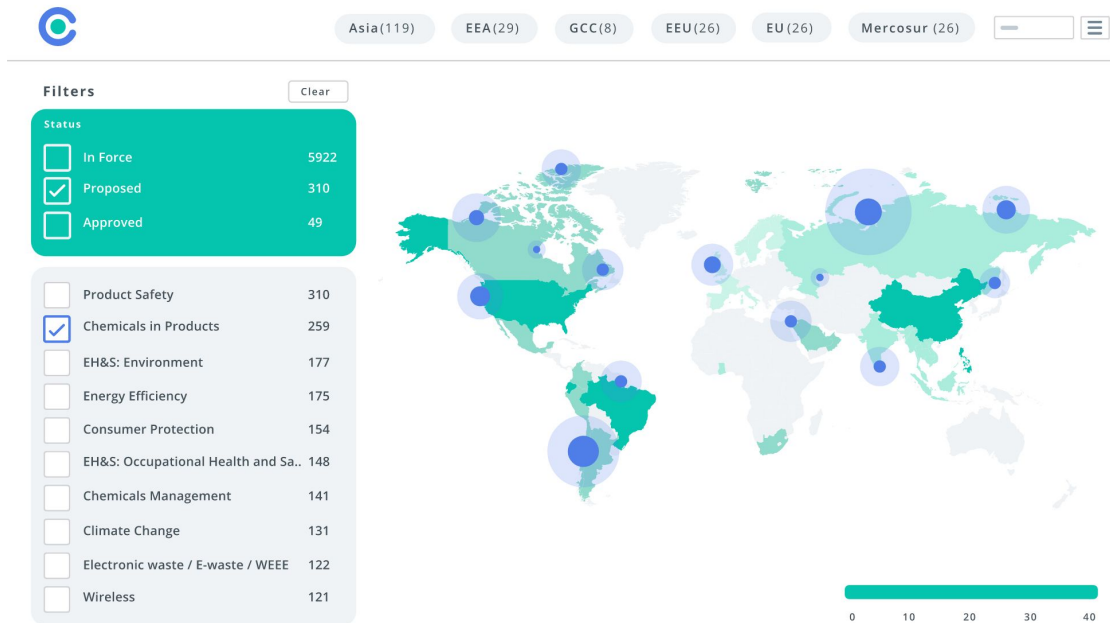 Asia(119) EEA(29) GCC(8) EEU(26) EU(26) Mercosur (26)
Filters Clear
Status
In Force 5922
Proposed 310
Approved 49
Product Safety 310
Chemicals in Products 259
EH&S: Environment 177
Energy Efficiency 175
Consumer Protection 154
EH&S: Occupational Health and Sa.. 148
Chemicals Management 141
Climate Change 131
Electronic waste / E-waste / WEEE 122
Wireless 121
0 10 20 30 40